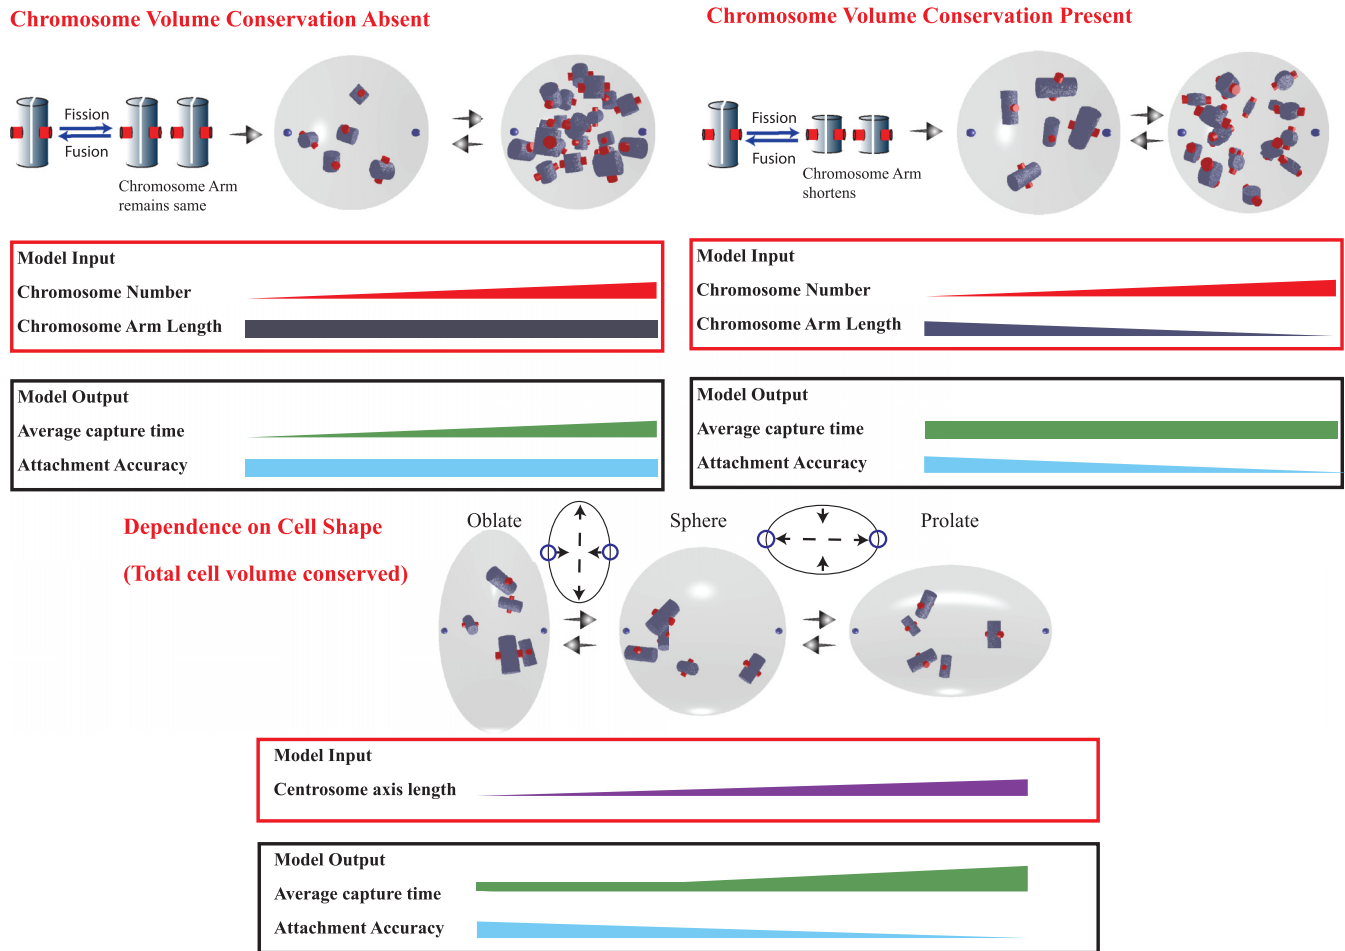 Chromosome Volume Conservation Absent
Fission
Fusion
Chromosome Arm
remains same
Model Input
Chromosome Number
Chromosome Arm Length
Model Output
Average capture time
Attachment Accuracy
Chromosome Volume Conservation Present
Fission
Fusion
Chromosome Arm
shortens
Model Input
Chromosome Number
Chromosome Arm Length
Model Output
Average capture time
Attachment Accuracy
Dependence on Cell Shape
(Total cell volume conserved)
Oblate
Sphere
Prolate
Model Input
Centrosome axis length
Model Output
Average capture time
Attachment Accuracy